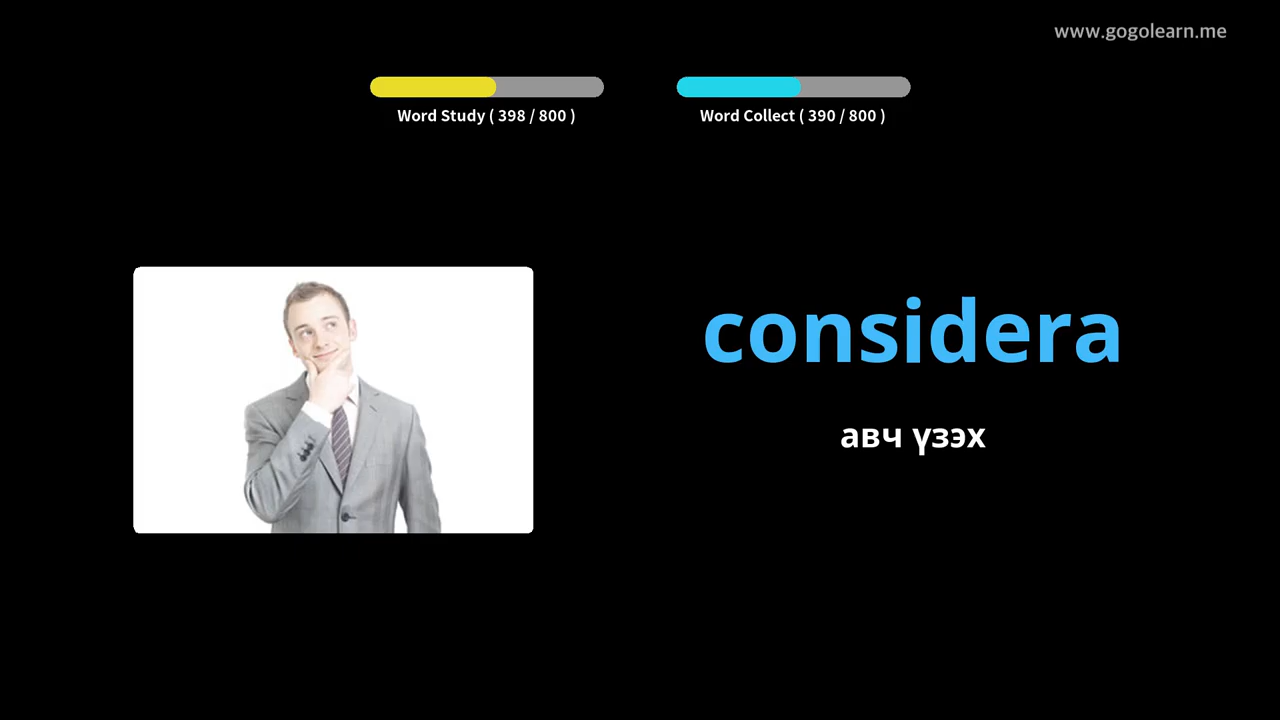 www.gogolearn.me
Word Study ( 398 / 800 )
Word Collect ( 390 / 800 )
considera
авч үзэх